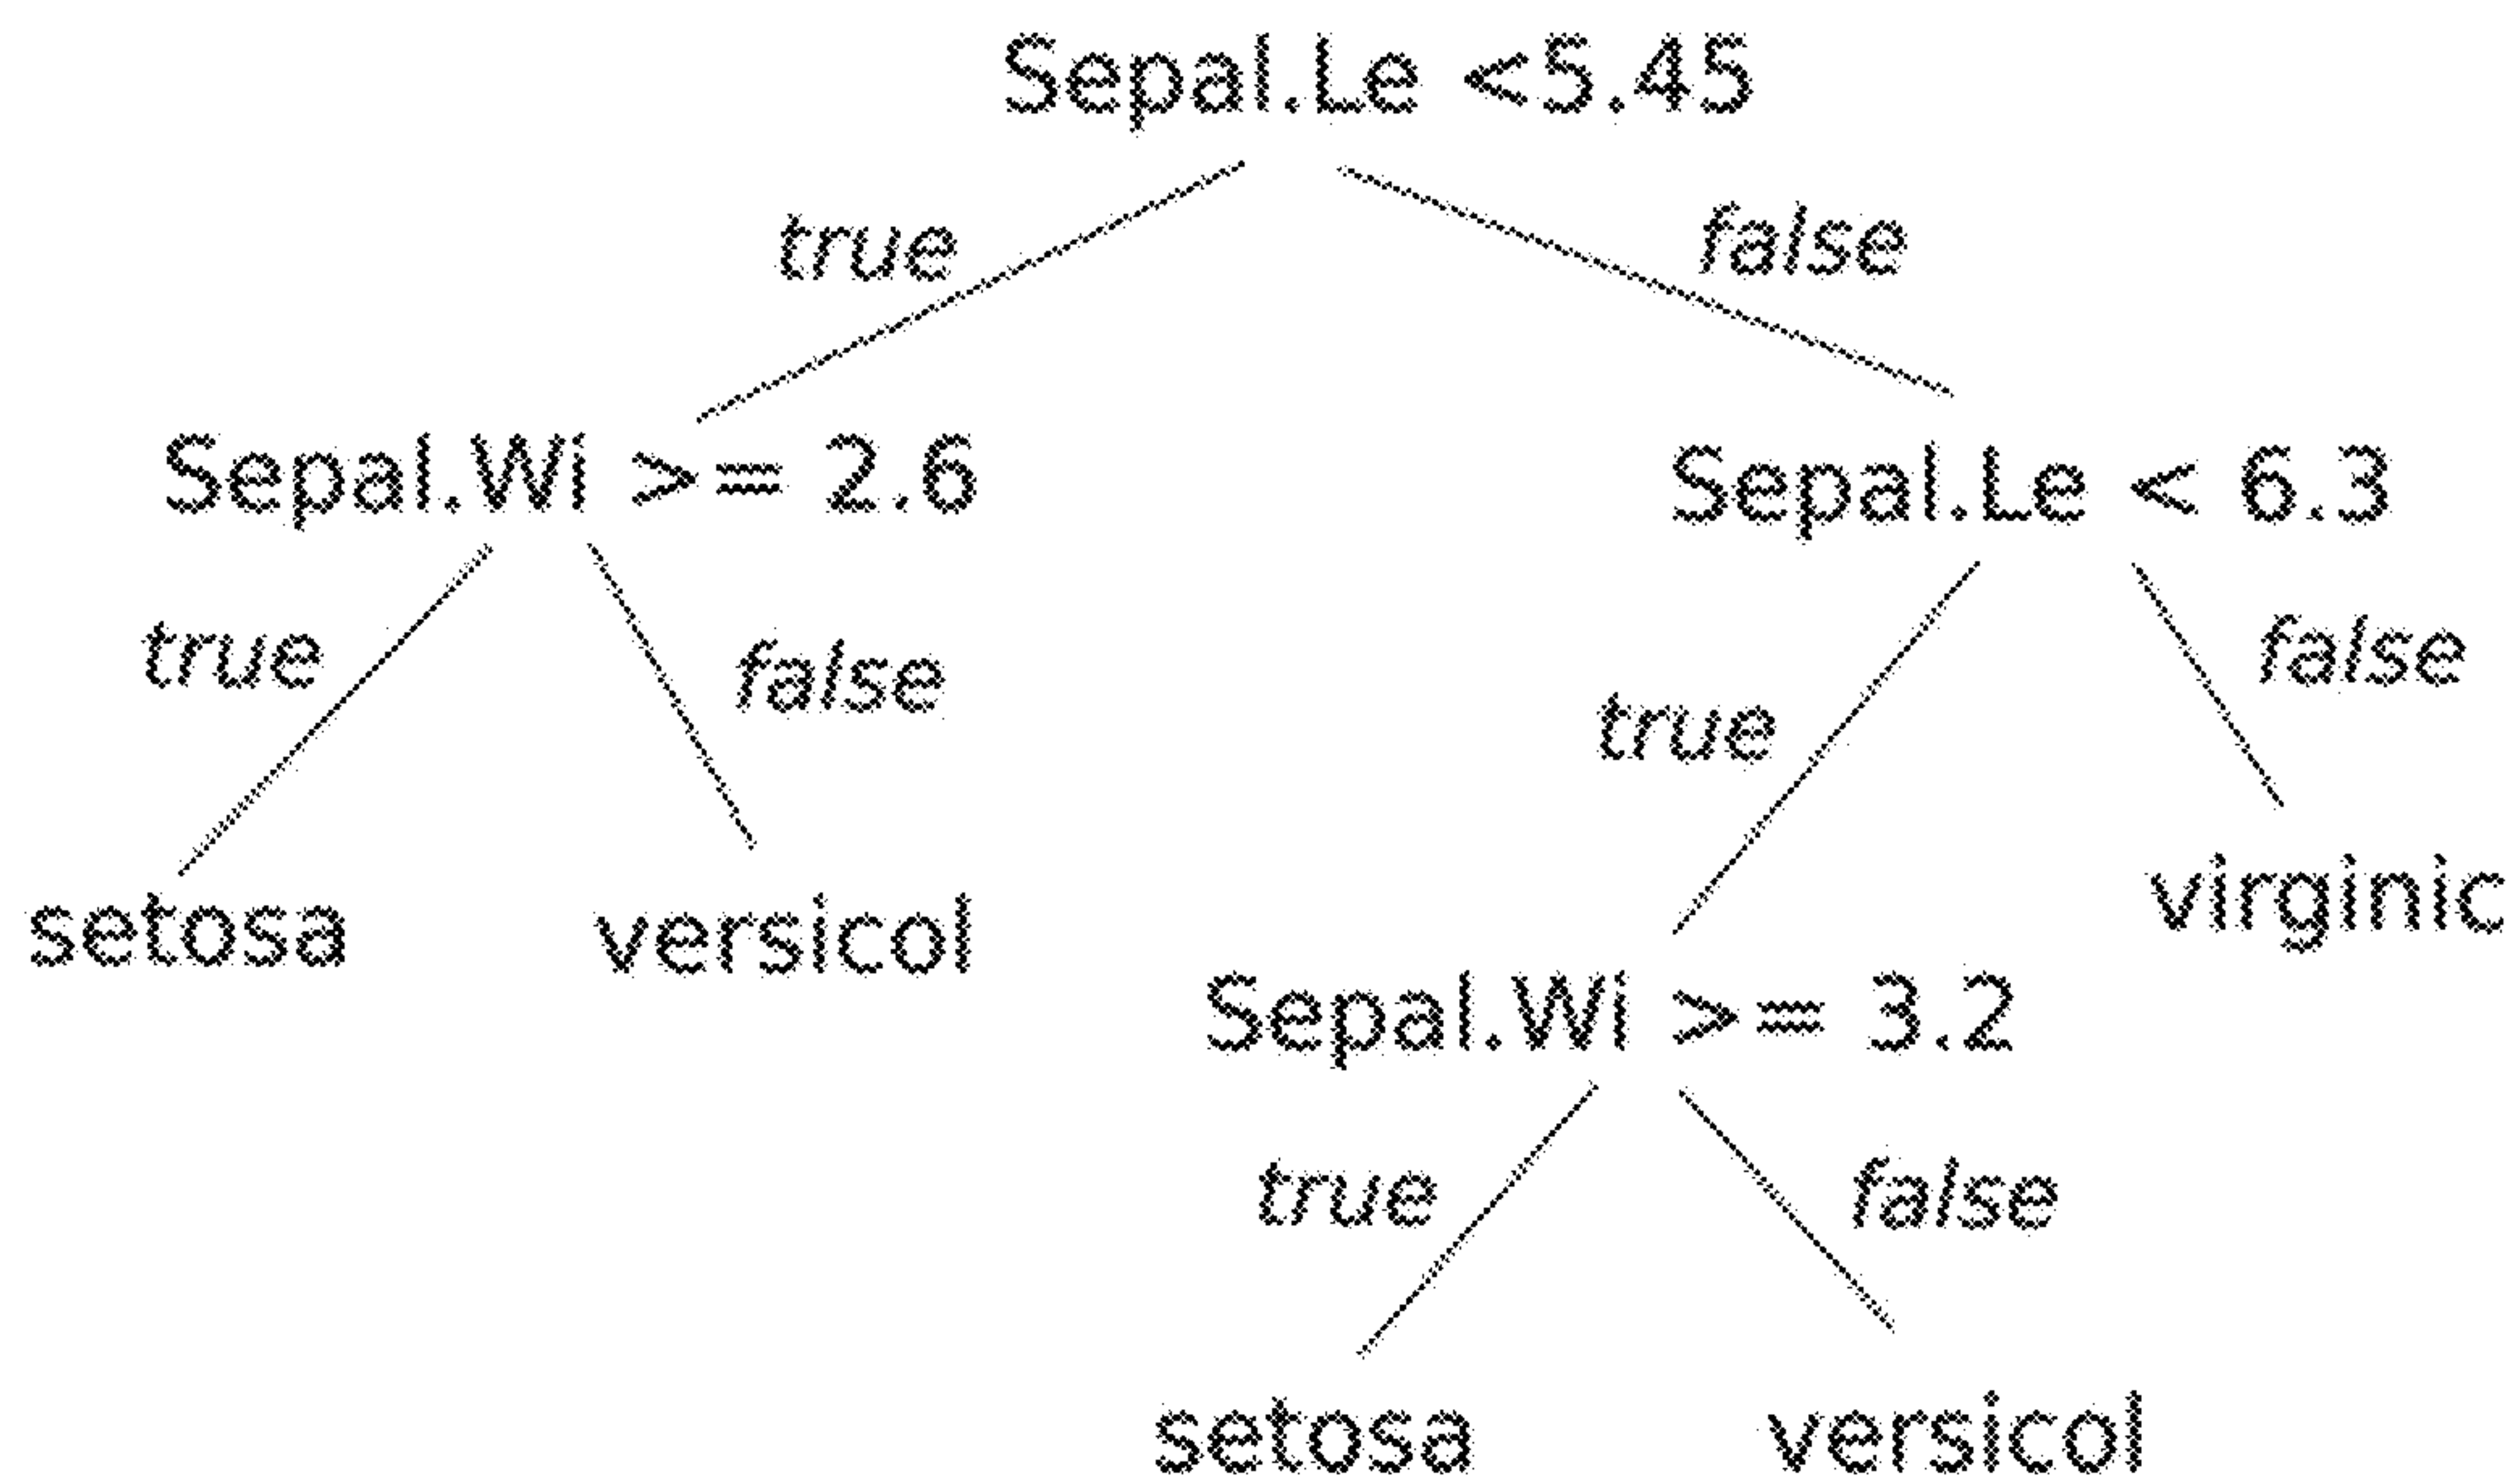 Sepal.Le <5.45
true
false
Sepal.Wi >= 2.6
Sepal.Le < 6.3
true
false
true
false
setosa
versicol
virginic
Sepal.Wi >= 3.2
true
false
setosa
versicol